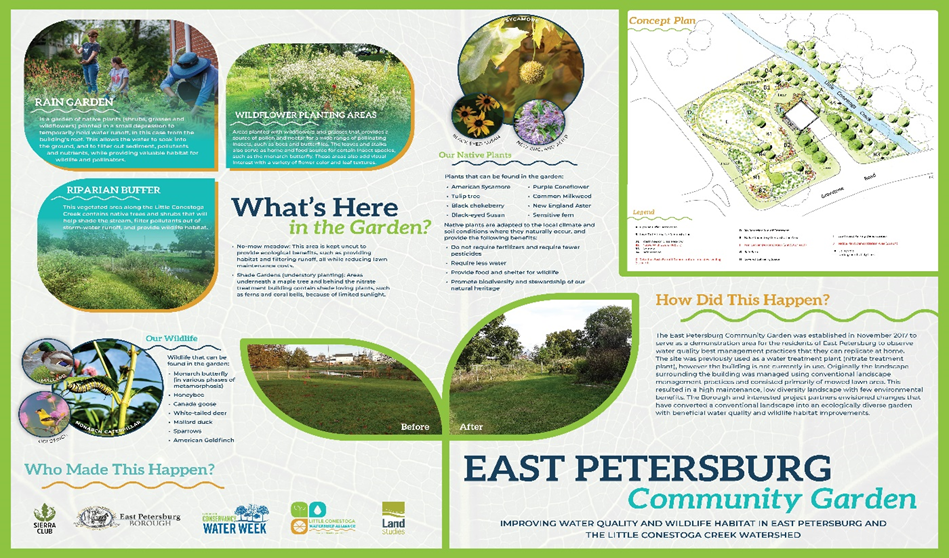 RAIN GARDEN
is a garden of native plants (shrubs, grasses and
wildflowers) planted in a small depression to
temporarily hold water runoff, in this case from the
building's roof. This allows the water to soak into
the ground, and to filter out sediment, pollutants,
and nutrients, while providing valuable habitat for
wildlife and pollinators.
WILDFLOWER PLANTING AREAS
Areas planted with wildflowers and grasses that provides a
source of pollen and nectar for a wide range of pollinating
insects, such as bees and butterflies. The leaves and stalks
also serve as home and food source for certain insect species,
such as the monarch butterfly. These areas also add visual
interest with a variety of flower color and leaf textures.
RIPARIAN BUFFER
This vegetated area along the Little Conestoga
Creek contains native trees and shrubs that will
help shade the stream, filter pollutants out of
storm water runoff, and provide wildlife habitat.
What's Here
in the Garden?
• No-mow meadow: This area is kept uncut to
provide ecological benefits, such as providing
habitat and filtering runoff, all while reducing lawn
maintenance costs.
• Shade Gardens (understory planting): Areas
underneath a maple tree and behind the nitrate
treatment building contain shade loving plants, such
as ferns and coral bells, because of limited sunlight.
SYCAMORE
BLACK-EYED SUSAN
NEW ENGLAND ASTER
Our Native Plants
Plants that can be found in the garden:
• American Sycamore
• Tulip tree
• Black chokeberry
• Black-eyed Susan
• Purple Coneflower
• Common Milkweed
• New England Aster
• Sensitive fern
Native plants are adapted to the local climate and
soil conditions where they naturally occur, and
provide the following benefits:
• Do not require fertilizers and require fewer
pesticides
• Require less water
• Provide food and shelter for wildlife
• Promote biodiversity and stewardship of our
natural heritage
Concept Plan
Graystone Road
Legend
Our Wildlife
Wildlife that can be
found in the garden:
• Monarch butterfly
(in various phases of
metamorphosis)
• Honeybee
• Canada goose
• White-tailed deer
• Mallard duck
• Sparrows
• American Goldfinch
MONARCH CATERPILLAR
Before
After
How Did This Happen?
The East Petersburg Community Garden was established in November 2017 to
serve as a demonstration area for the residents of East Petersburg to observe
water quality best management practices that they can replicate at home.
The site was previously used as a water treatment plant (nitrate treatment
plant), however the building is not currently in use. Originally the landscape
surrounding the building was managed using conventional landscape
management practices and consisted primarily of mowed lawn area. This
resulted in a high maintenance, low diversity landscape with few environmental
benefits. The Borough and interested project partners envisioned changes that
have converted a conventional landscape into an ecologically diverse garden
with beneficial water quality and wildlife habitat improvements.
Who Made This Happen?
SIERRA
CLUB
East Petersburg
BOROUGH
CONSERVANCY
WATER WEEK
LITTLE CONESTOGA
WATERSHED ALLIANCE
Land
studies
EAST PETERSBURG
Community Garden
IMPROVING WATER QUALITY AND WILDLIFE HABITAT IN EAST PETERSBURG AND
THE LITTLE CONESTOGA CREEK WATERSHED